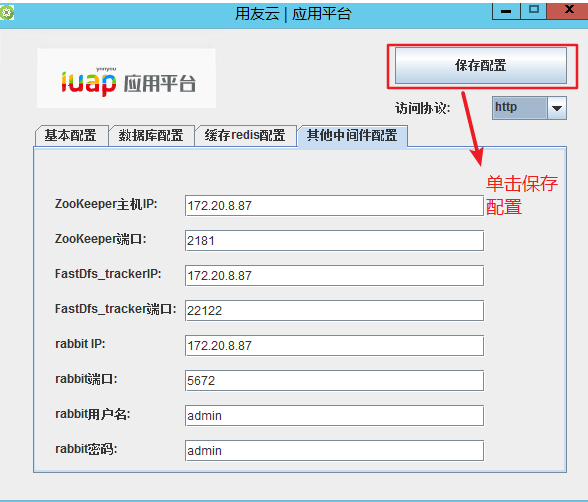 用友云 | 应用平台
yonyou
iuap 应用平台
保存配置
访问协议: http
基本配置 数据库配置 缓存redis配置 其他中间件配置
单击保存
配置
ZooKeeper主机IP: 172.20.8.87
ZooKeeper端口: 2181
FastDfs_trackerIP: 172.20.8.87
FastDfs_tracker端口: 22122
rabbit IP: 172.20.8.87
rabbit端口: 5672
rabbit用户名: admin
rabbit密码: admin